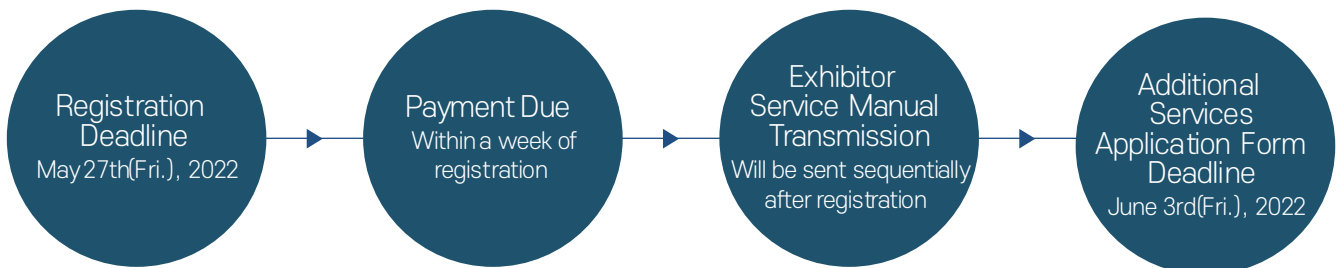 Registration
Deadline
May 27th(Fri.), 2022
Payment Due
Within a week of
registration
Exhibitor
Service Manual
Transmission
Will be sent sequentially
after registration
Additional
Services
Application Form
Deadline
June 3rd(Fri.), 2022